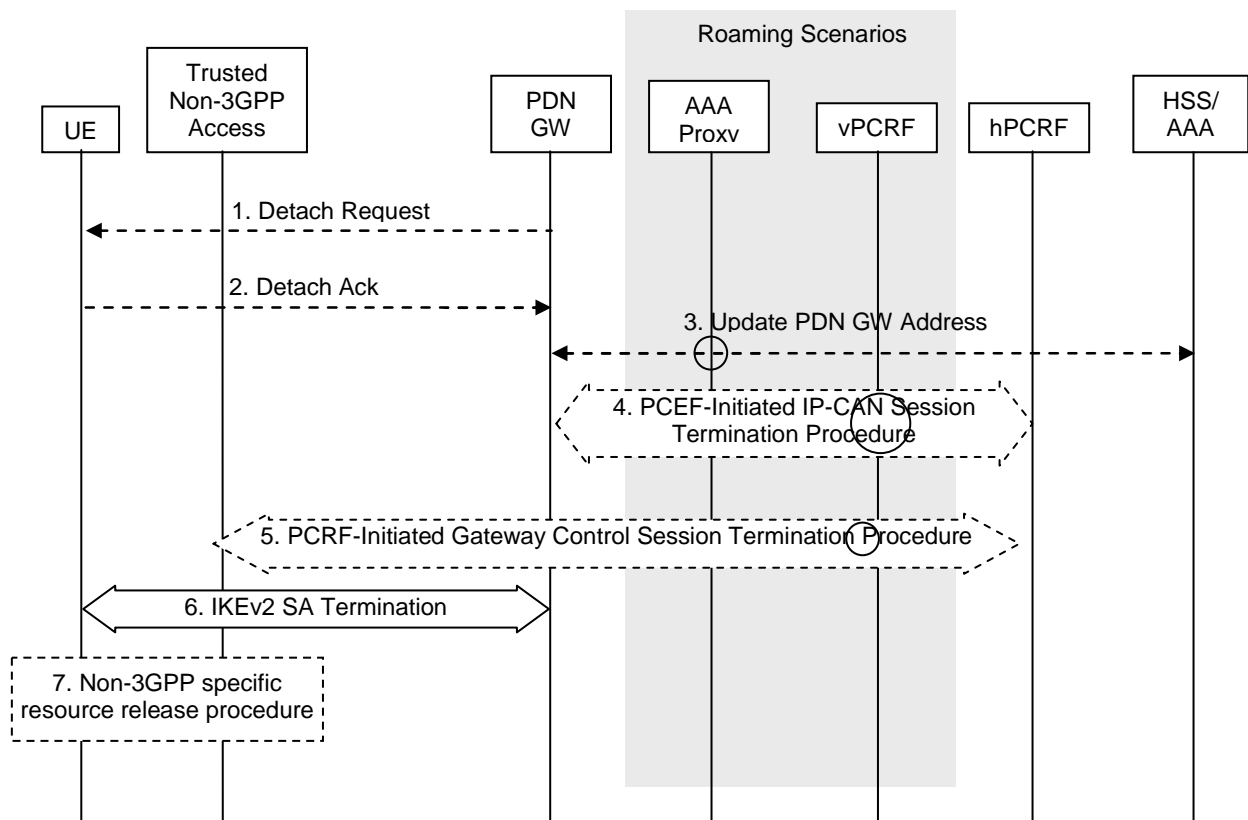 Roaming Scenarios
UE
Trusted
Non-3GPP
Access
PDN
GW
AAA
Proxv
vPCRF
hPCRF
HSS/
AAA
1. Detach Request
2. Detach Ack
3. Update PDN GW Address
4. PCEF-Initiated IP-CAN Session
Termination Procedure
5. PCRF-Initiated Gateway Control Session Termination Procedure
6. IKEv2 SA Termination
7. Non-3GPP specific
resource release procedure